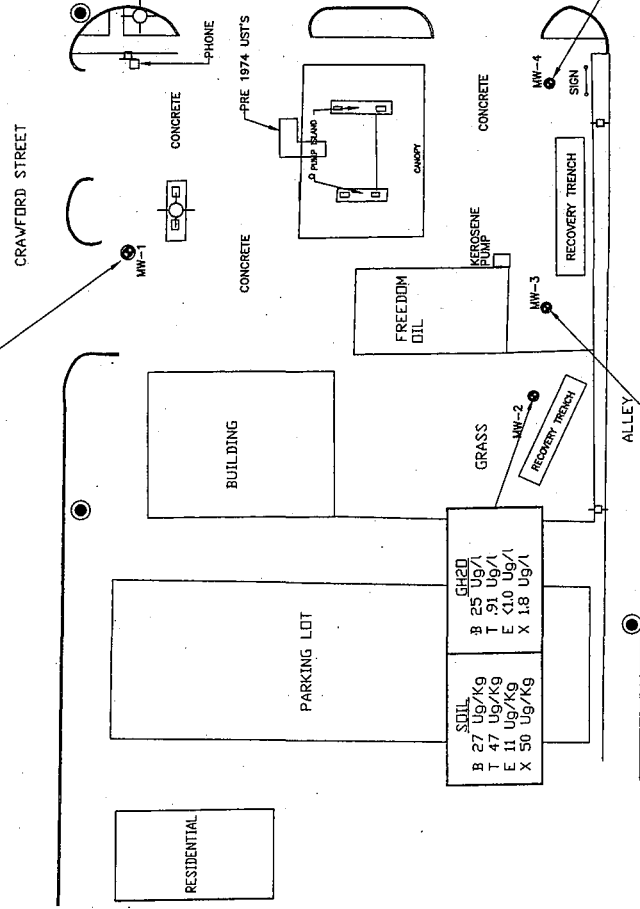 CRAWFORD STREET
PHONE
CONCRETE
PRE 1974 UST'S
MW-1
CONCRETE
PUMP ISLAND
CANOPY
CONCRETE
MW-4
SIGN
KEROSENE
PUMP
RECOVERY TRENCH
FREEDOM
OIL
MW-3
BUILDING
GRASS
MW-2
RECOVERY TRENCH
ALLEY
PARKING LOT
SOIL
B 27 Ug/Kg
T 47 Ug/Kg
E 11 Ug/Kg
X 50 Ug/Kg
GH2O
B 25 Ug/l
T .91 Ug/l
E <1.0 Ug/l
X 1.8 Ug/l
RESIDENTIAL